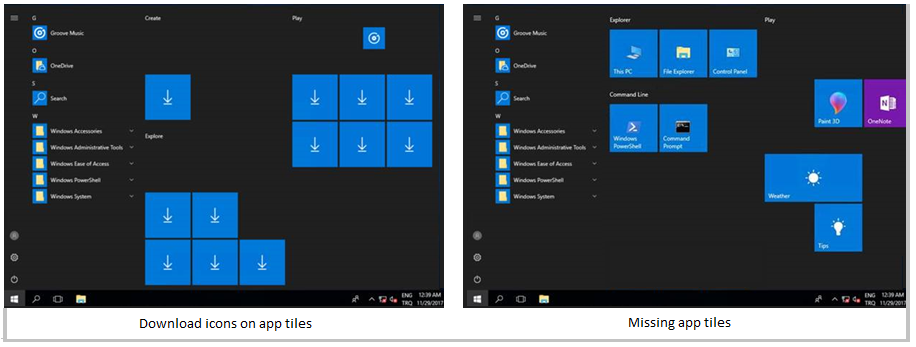 G
Groove Music
O
OneDrive
S
Search
W
Windows Accessories
Windows Administrative Tools
Windows Ease of Access
Windows PowerShell
Windows System
Create
Explore
Play
ENG
TRQ
12:39 AM
11/29/2017
Download icons on app tiles
G
Groove Music
O
OneDrive
S
Search
W
Windows Accessories
Windows Administrative Tools
Windows Ease of Access
Windows PowerShell
Windows System
Explorer
This PC
File Explorer
Control Panel
Command Line
Windows
PowerShell
Command
Prompt
Play
Paint 3D
OneNote
Weather
Tips
ENG
TRQ
12:39 AM
11/29/2017
Missing app tiles